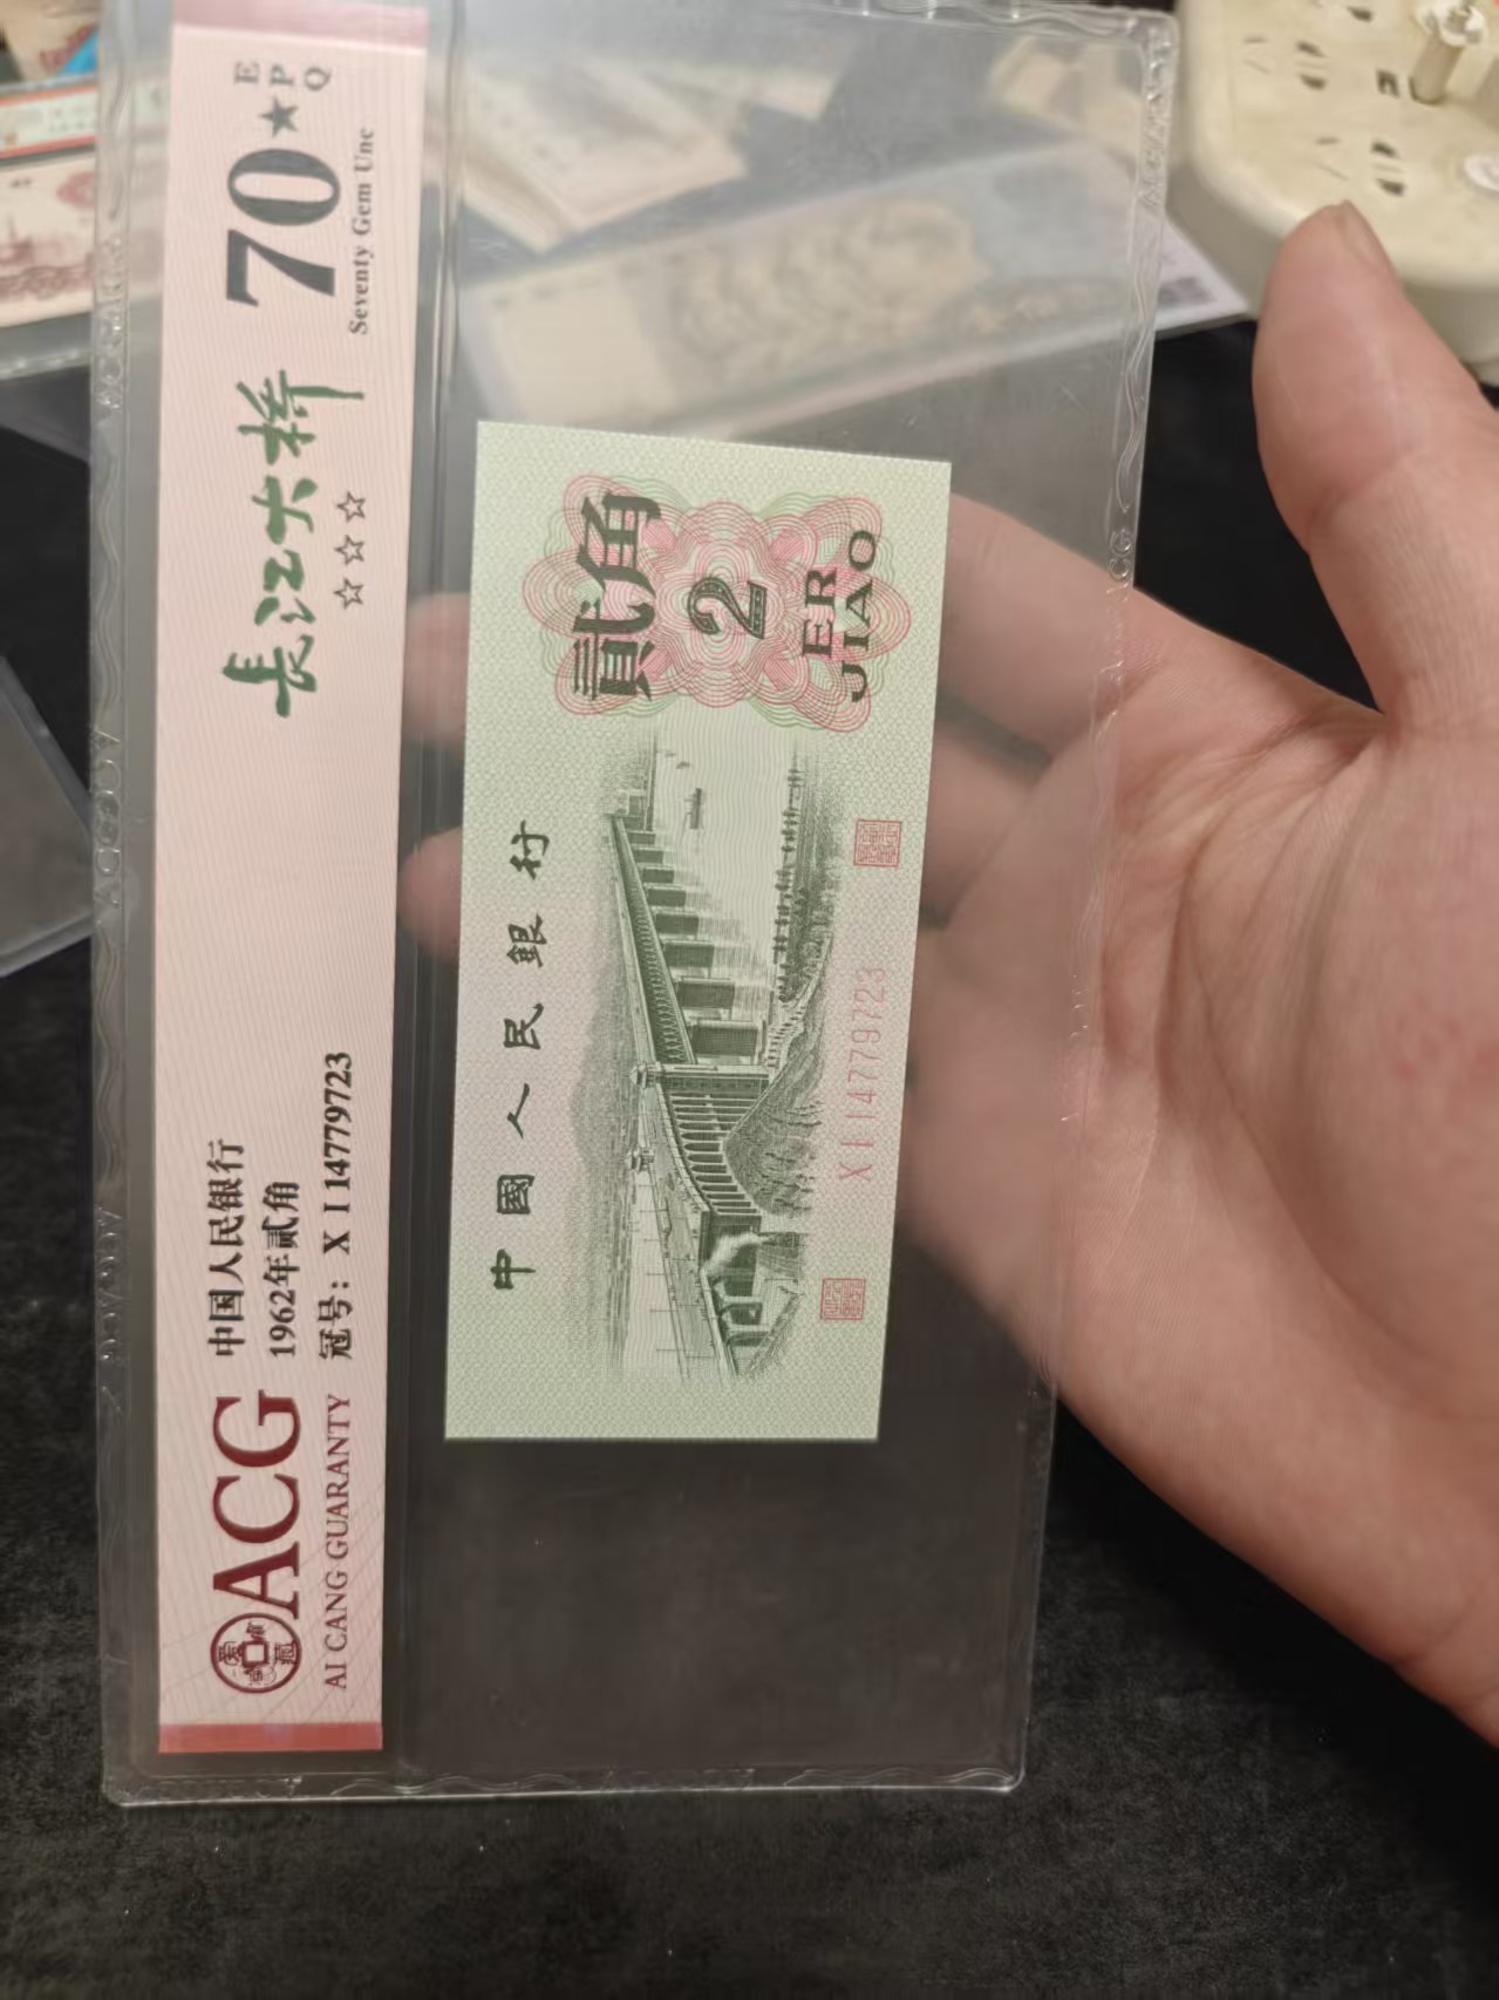 ACG
AI CANG GUARANTY
中国人民银行
1962年贰角
冠号：X I 14779723
長江大桥
☆☆☆
70★
EPQ
Seventy Gem Unc
中國人民銀行
貳角
2
ER
JIAO
X I 14779723